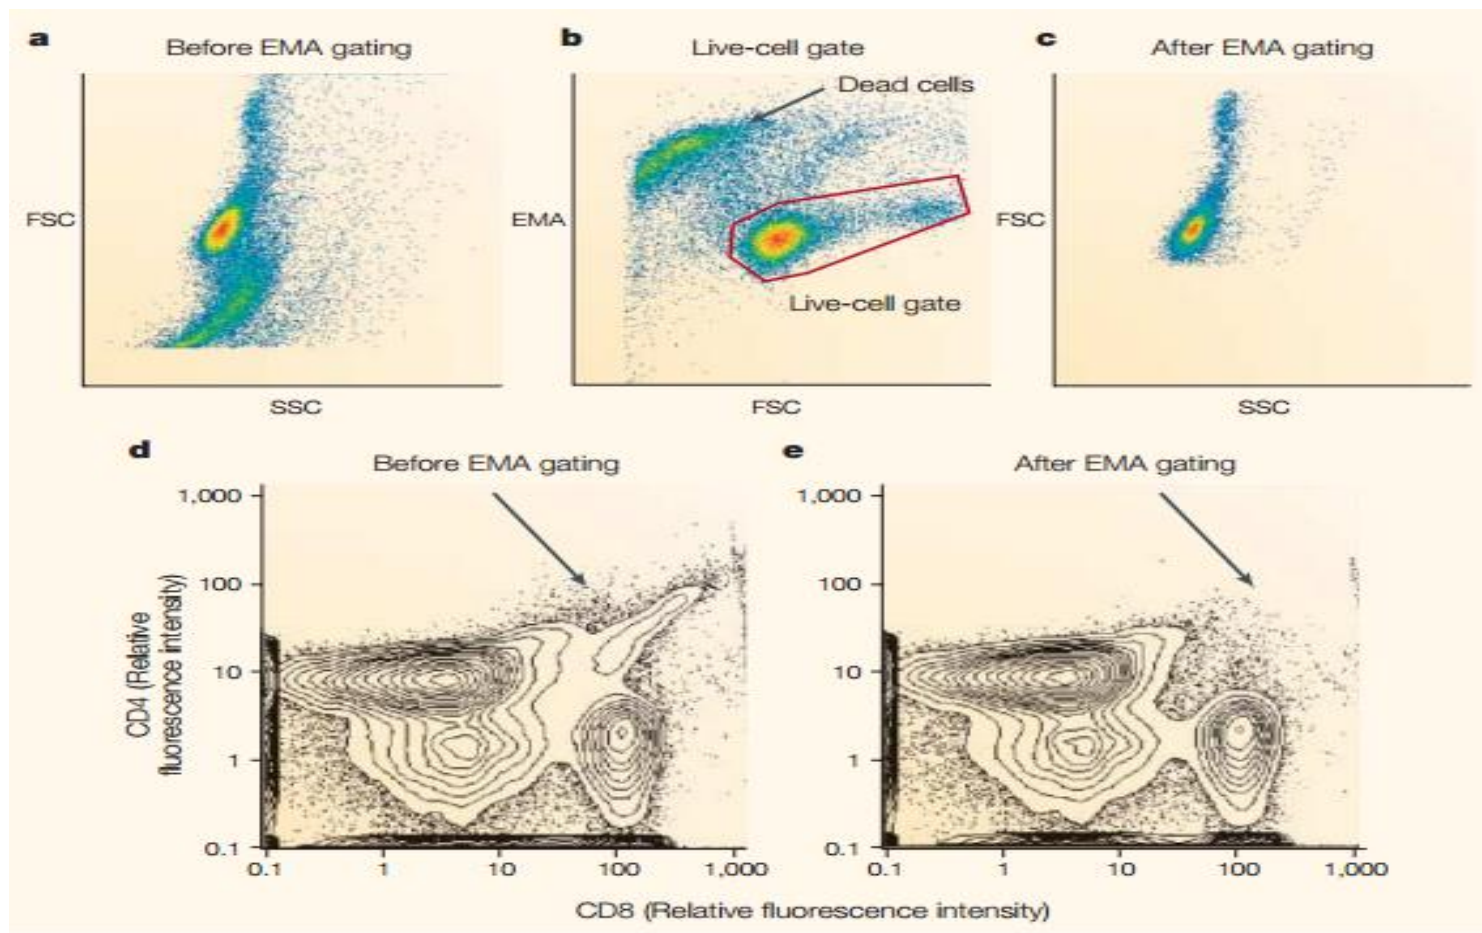 a
Before EMA gating
FSC
SSC
b
Live-cell gate
Dead cells
EMA
Live-cell gate
FSC
c
After EMA gating
FSC
SSC
d
Before EMA gating
1,000
100
10
1
0.1
CD4 (Relative
fluorescence intensity)
0.1 1 10 100 1,000
e
After EMA gating
1,000
100
10
1
0.1
0.1 1 10 100 1,000
CD8 (Relative fluorescence intensity)